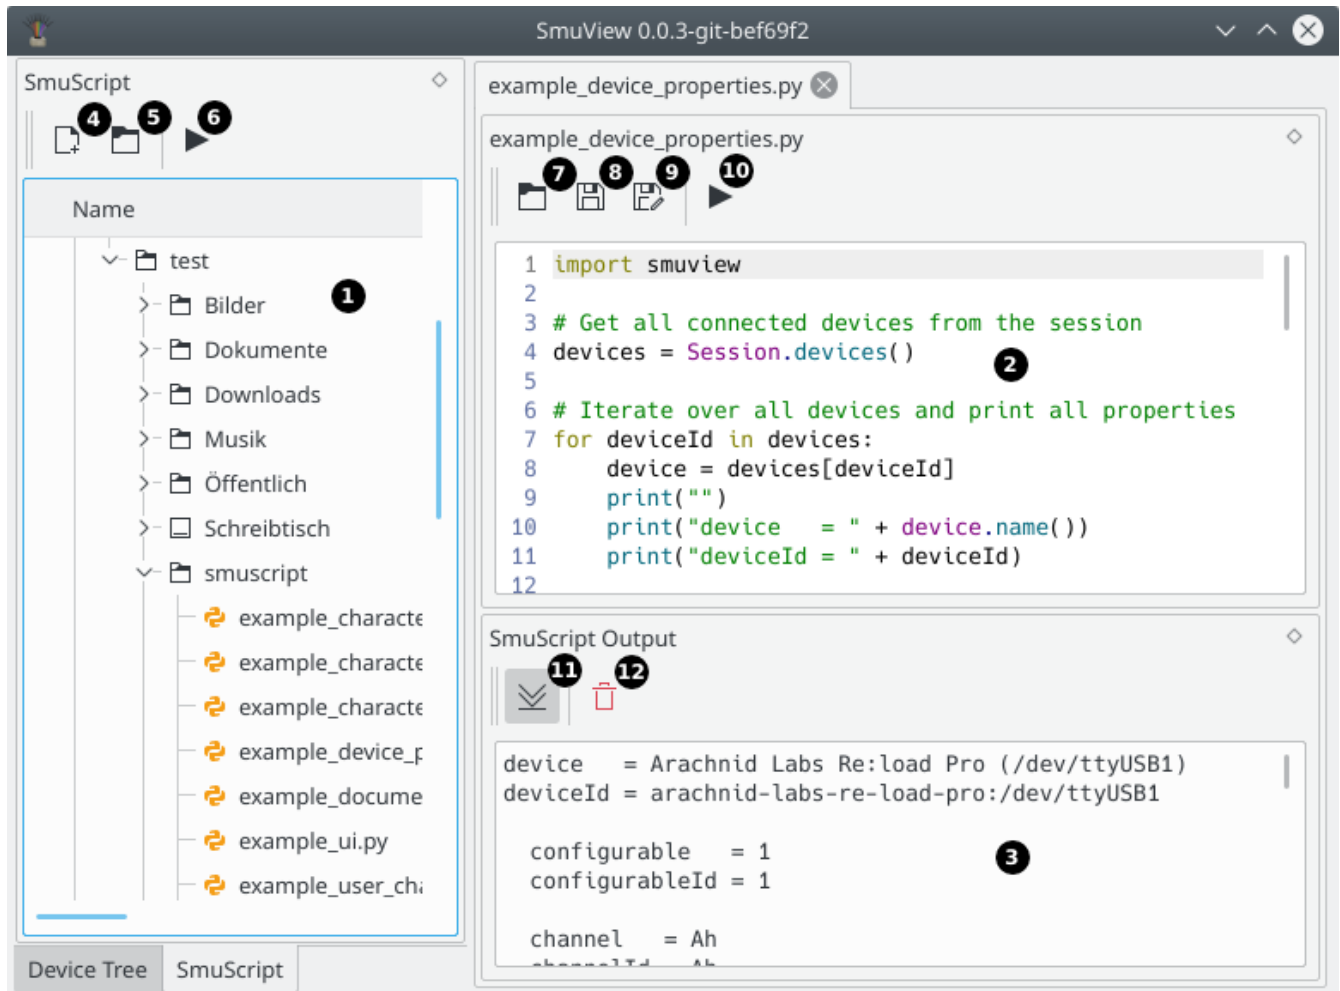 SmuView 0.0.3-git-bef69f2
SmuScript
4 5 6
Name
test
Bilder
1
Dokumente
Downloads
Musik
Öffentlich
Schreibtisch
smuscript
example_characte
example_characte
example_characte
example_device_p
example_docume
example_ui.py
example_user_cha
Device Tree SmuScript
example_device_properties.py
example_device_properties.py
7 8 9 10
1 import smuview
2
3 # Get all connected devices from the session
4 devices = Session.devices()
2
5
6 # Iterate over all devices and print all properties
7 for deviceId in devices:
8     device = devices[deviceId]
9     print("")
10     print("device   = " + device.name())
11     print("deviceId = " + deviceId)
12
SmuScript Output
11 12
device   = Arachnid Labs Re:load Pro (/dev/ttyUSB1)
deviceId = arachnid-labs-re-load-pro:/dev/ttyUSB1
configurable   = 1
3
configurableId = 1
channel   = Ah
channelId = Ah